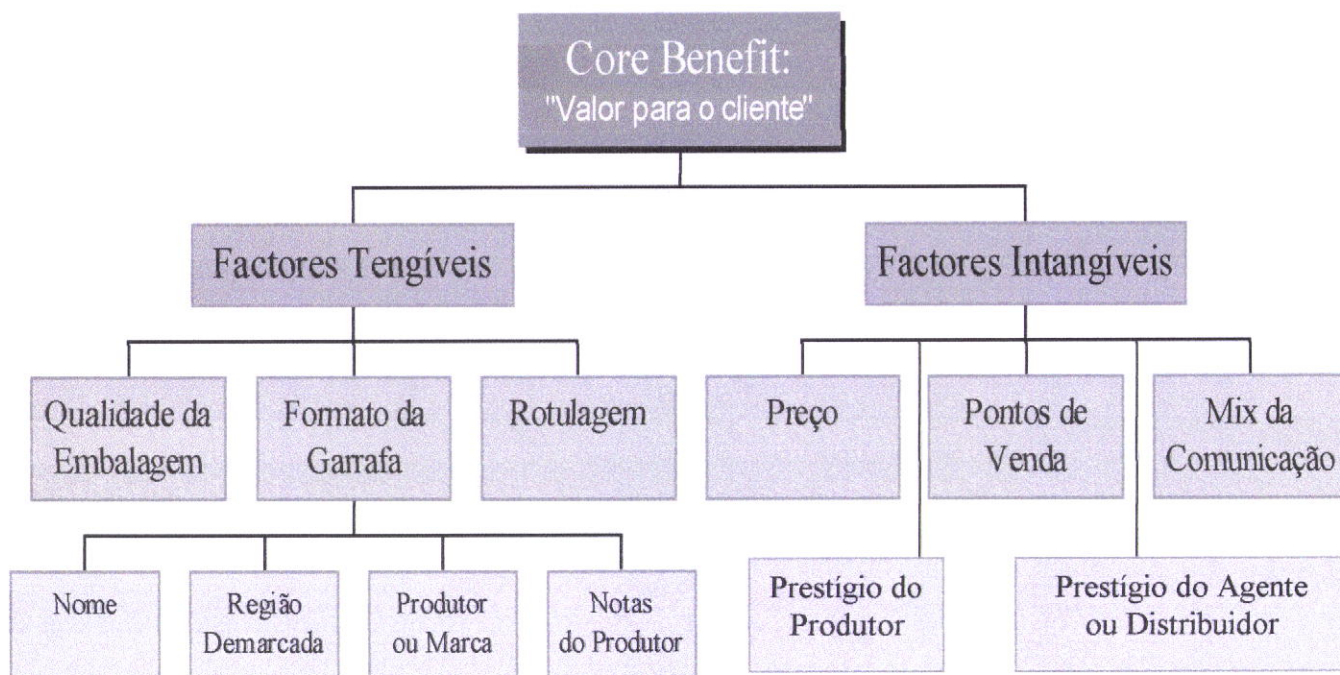 Core Benefit:
"Valor para o cliente"
Factores Tengíveis
Factores Intangíveis
Qualidade da
Embalagem
Formato da
Garrafa
Rotulagem
Preço
Pontos de
Venda
Mix da
Comunicação
Nome
Região
Demarcada
Produtor
ou Marca
Notas
do Produtor
Prestígio do
Produtor
Prestígio do Agente
ou Distribuidor